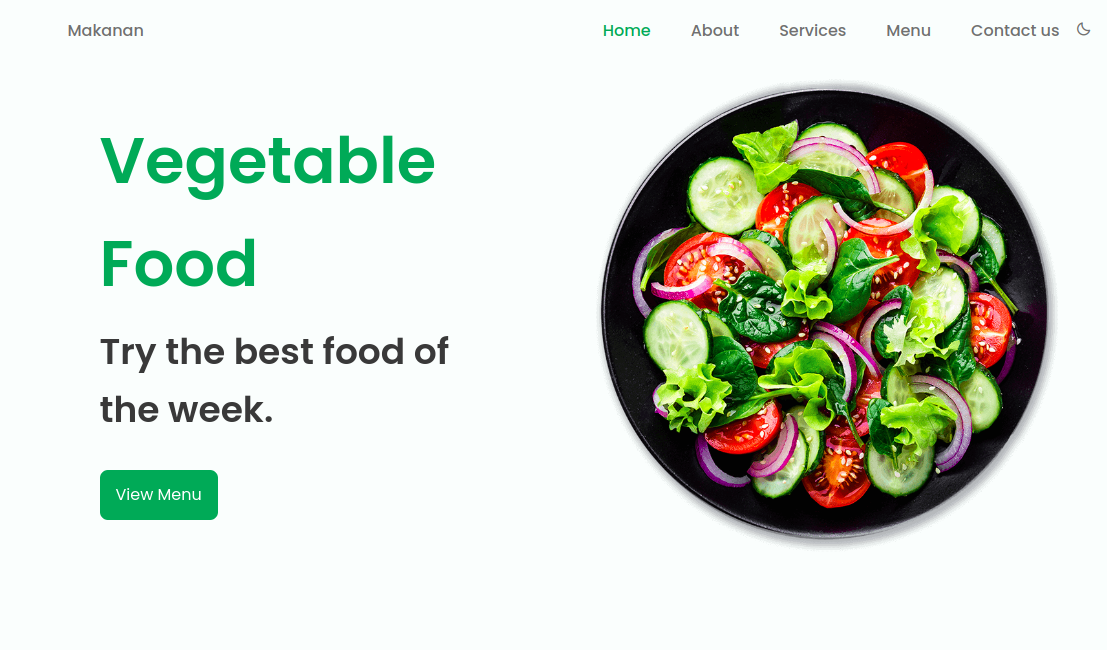 Makanan
Home About Services Menu Contact us
Vegetable
Food
Try the best food of
the week.
View Menu